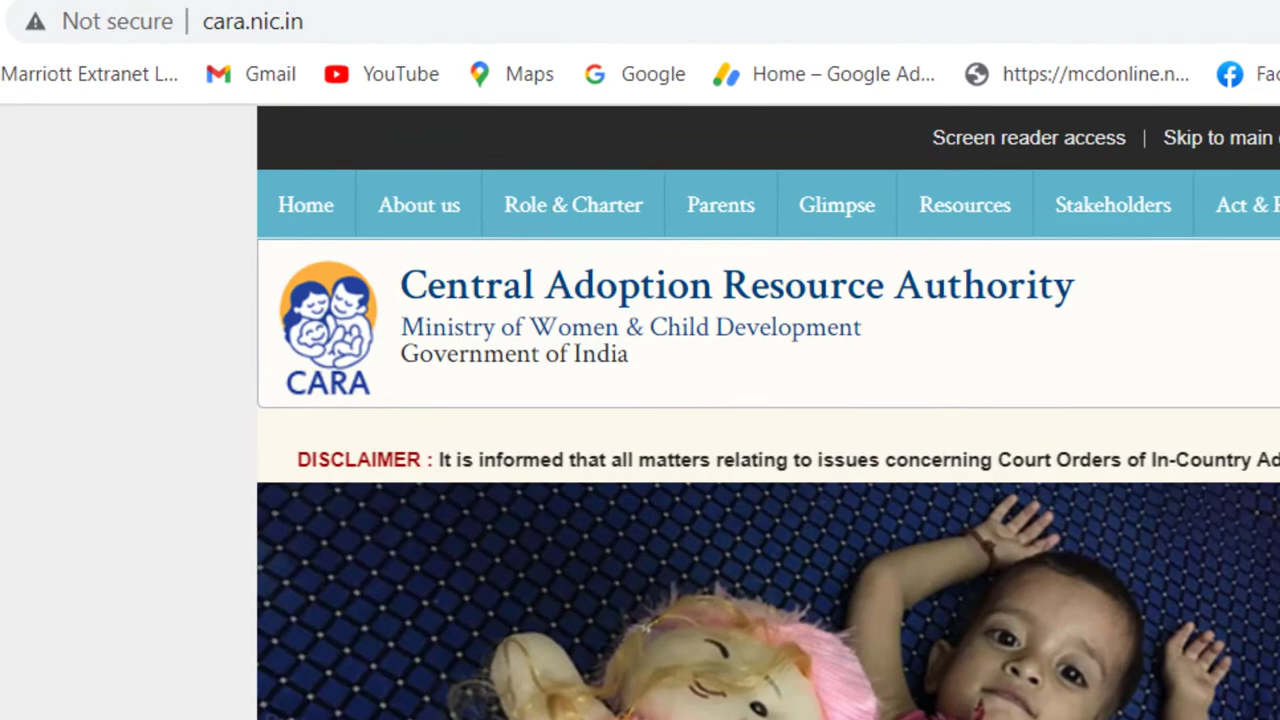 Not secure | cara.nic.in
Marriott Extranet L... Gmail YouTube Maps Google Home – Google Ad... https://mcdonline.n...
Screen reader access | Skip to main
Home About us Role & Charter Parents Glimpse Resources Stakeholders Act &
Central Adoption Resource Authority
Ministry of Women & Child Development
Government of India
CARA
DISCLAIMER : It is informed that all matters relating to issues concerning Court Orders of In-Country